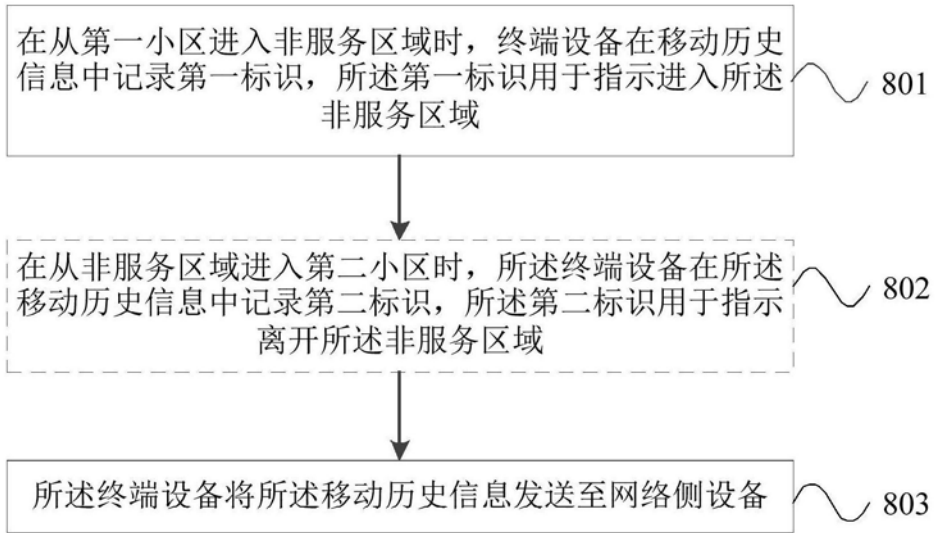 在从第一小区进入非服务区域时，终端设备在移动历史
信息中记录第一标识，所述第一标识用于指示进入所述
非服务区域
801
在从非服务区域进入第二小区时，所述终端设备在所述
移动历史信息中记录第二标识，所述第二标识用于指示
离开所述非服务区域
802
所述终端设备将所述移动历史信息发送至网络侧设备
803